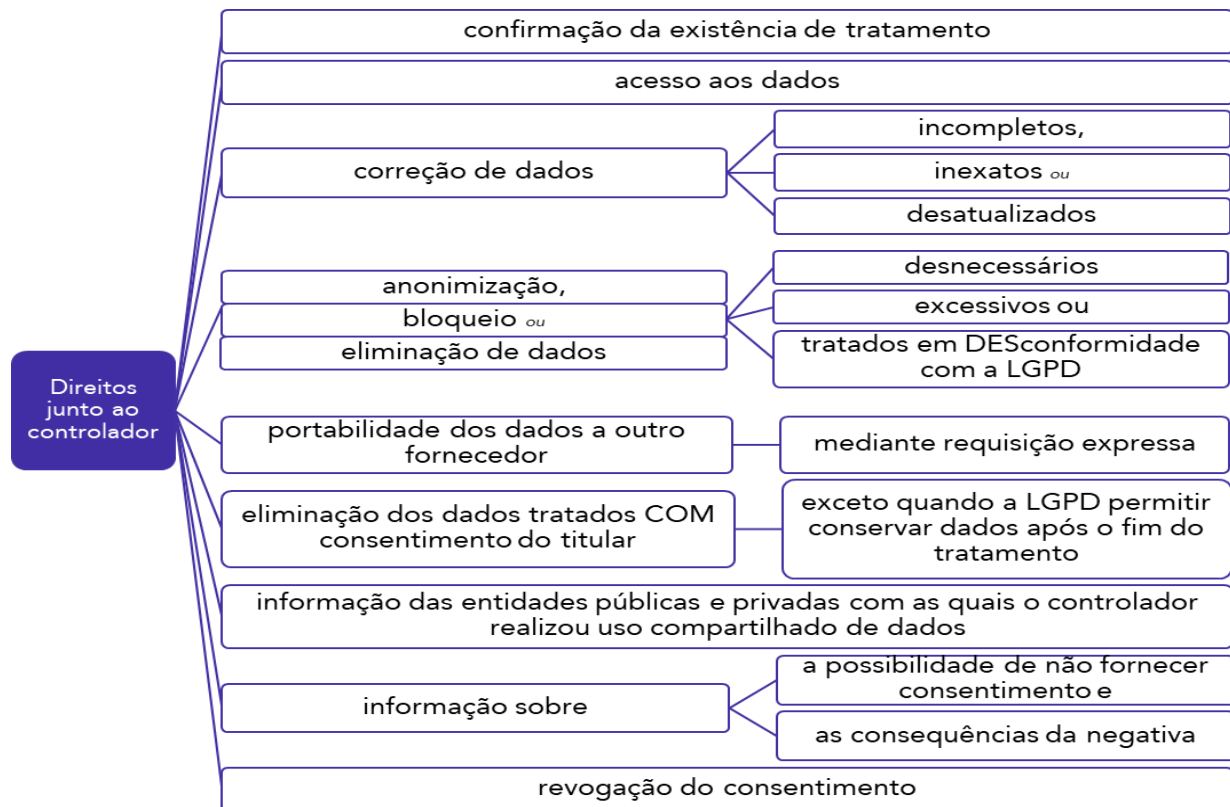 confirmação da existência de tratamento
acesso aos dados
correção de dados
incompletos,
inexatos ou
desatualizados
anonimização,
bloqueio ou
eliminação de dados
desnecessários
excessivos ou
tratados em DESconformidade
com a LGPD
Direitos
junto ao
controlador
portabilidade dos dados a outro
fornecedor
mediante requisição expressa
eliminação dos dados tratados COM
consentimento do titular
exceto quando a LGPD permitir
conservar dados após o fim do
tratamento
informação das entidades públicas e privadas com as quais o controlador
realizou uso compartilhado de dados
informação sobre
a possibilidade de não fornecer
consentimento e
as consequências da negativa
revogação do consentimento